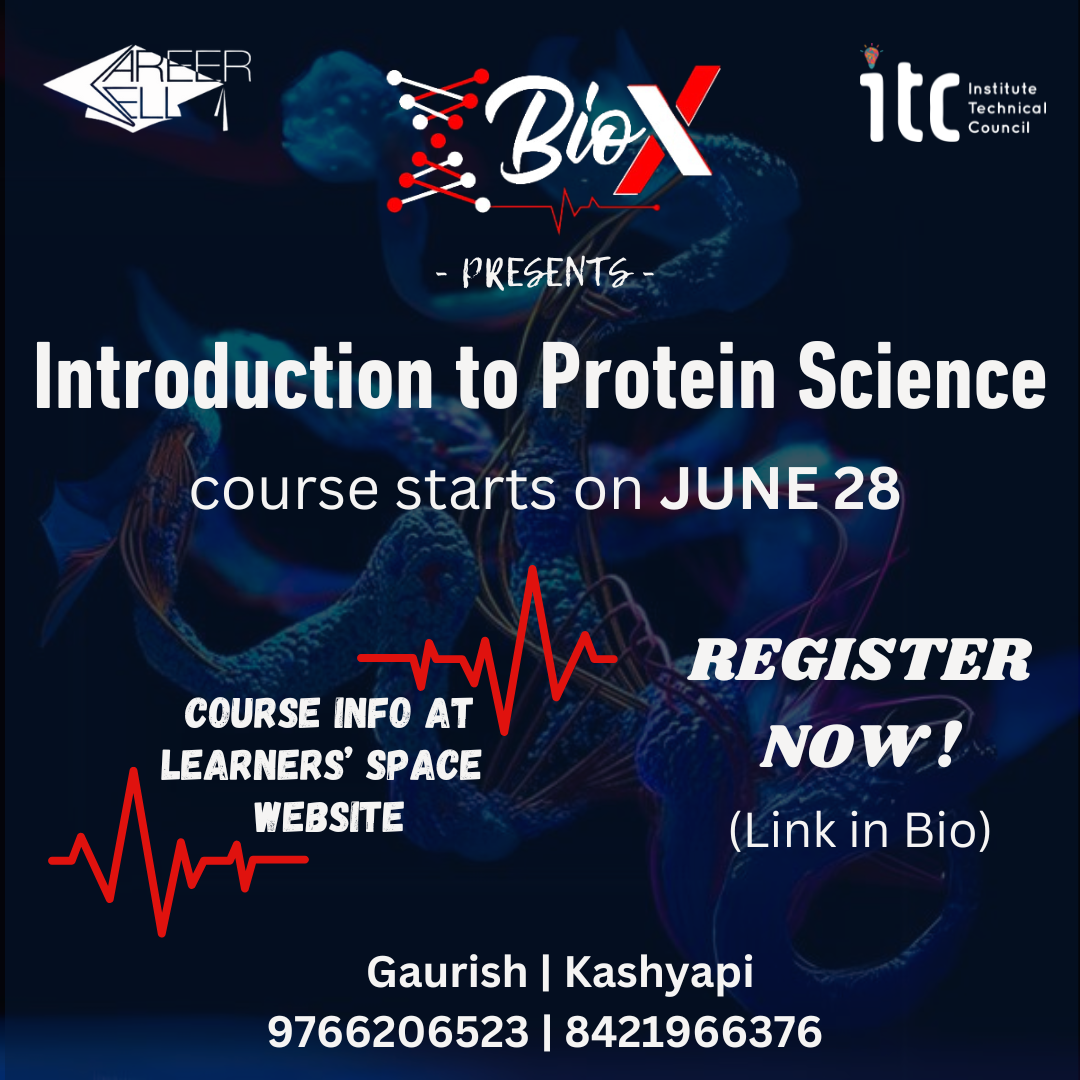 CAREER
CELL
BioX
itc
Institute
Technical
Council
- PRESENTS -
Introduction to Protein Science
course starts on JUNE 28
REGISTER
NOW!
(Link in Bio)
COURSE INFO AT
LEARNERS' SPACE
WEBSITE
Gaurish | Kashyapi
9766206523 | 8421966376